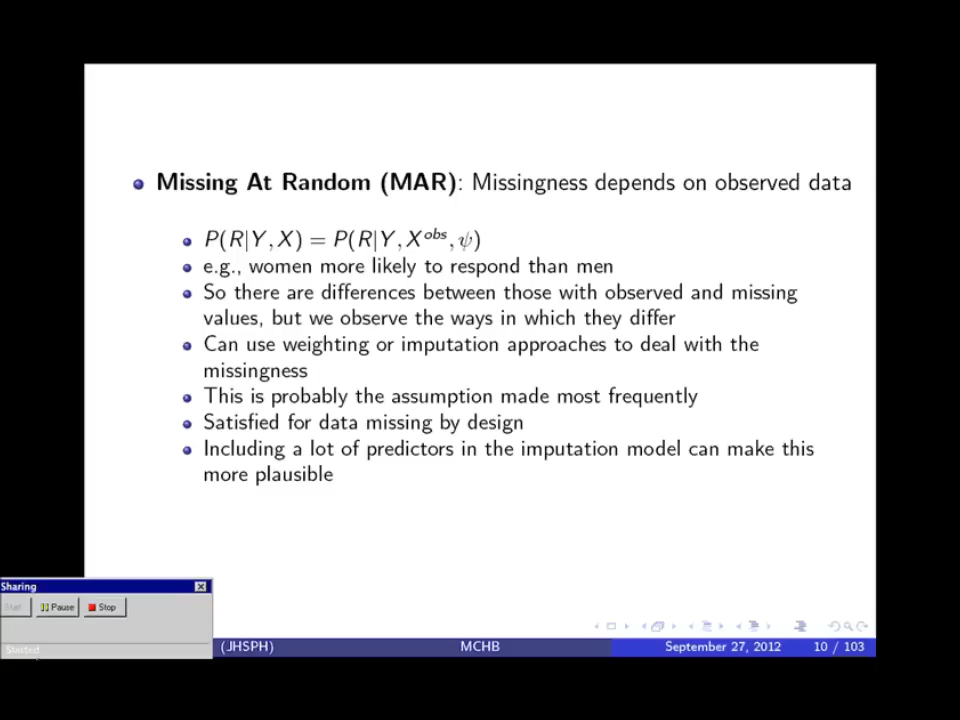 Missing At Random (MAR): Missingness depends on observed data
P(R|Y, X) = P(R|Y, X^obs, ψ)
e.g., women more likely to respond than men
So there are differences between those with observed and missing
values, but we observe the ways in which they differ
Can use weighting or imputation approaches to deal with the
missingness
This is probably the assumption made most frequently
Satisfied for data missing by design
Including a lot of predictors in the imputation model can make this
more plausible
Sharing
Start Pause Stop
Started
(JHSPH) MCHB September 27, 2012 10 / 103